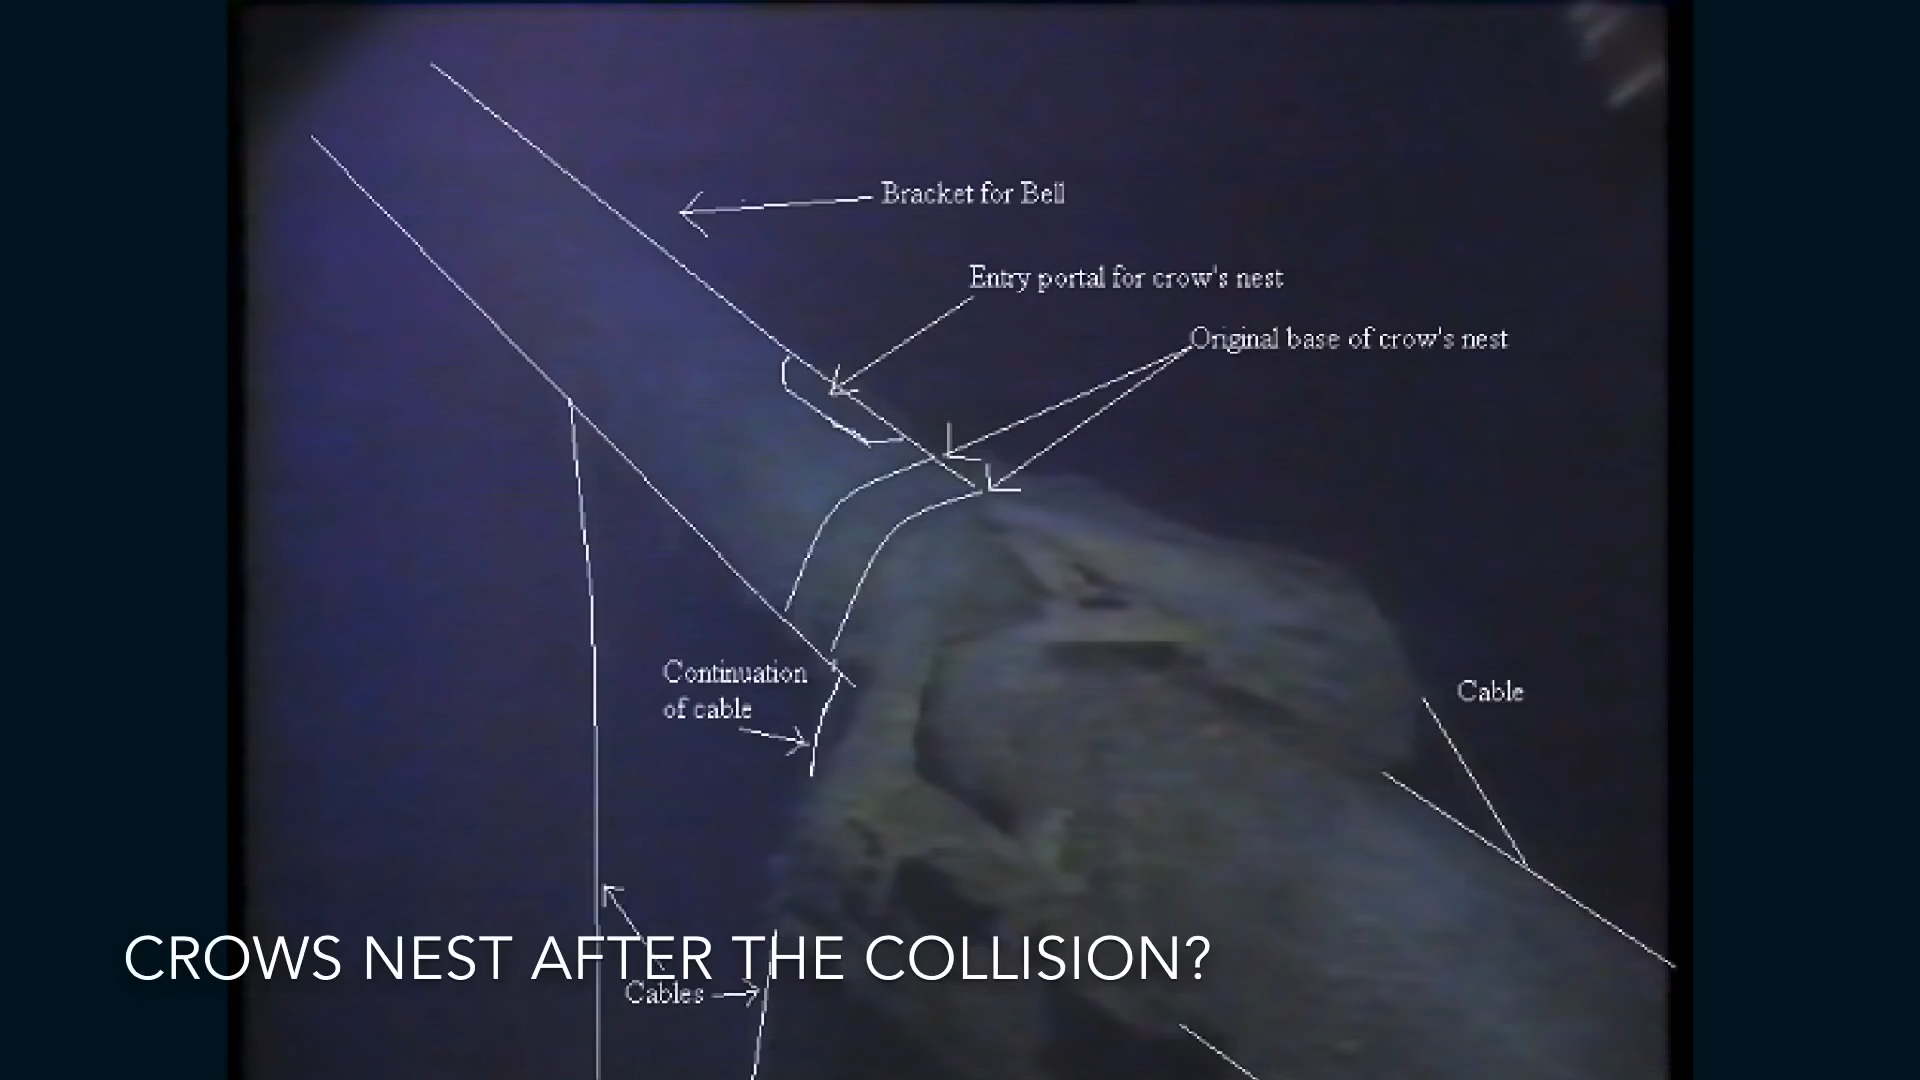 Bracket for Bell
Entry portal for crow's nest
Original base of crow's nest
Continuation
of cable
Cable
CROWS NEST AFTER THE COLLISION?
Cables